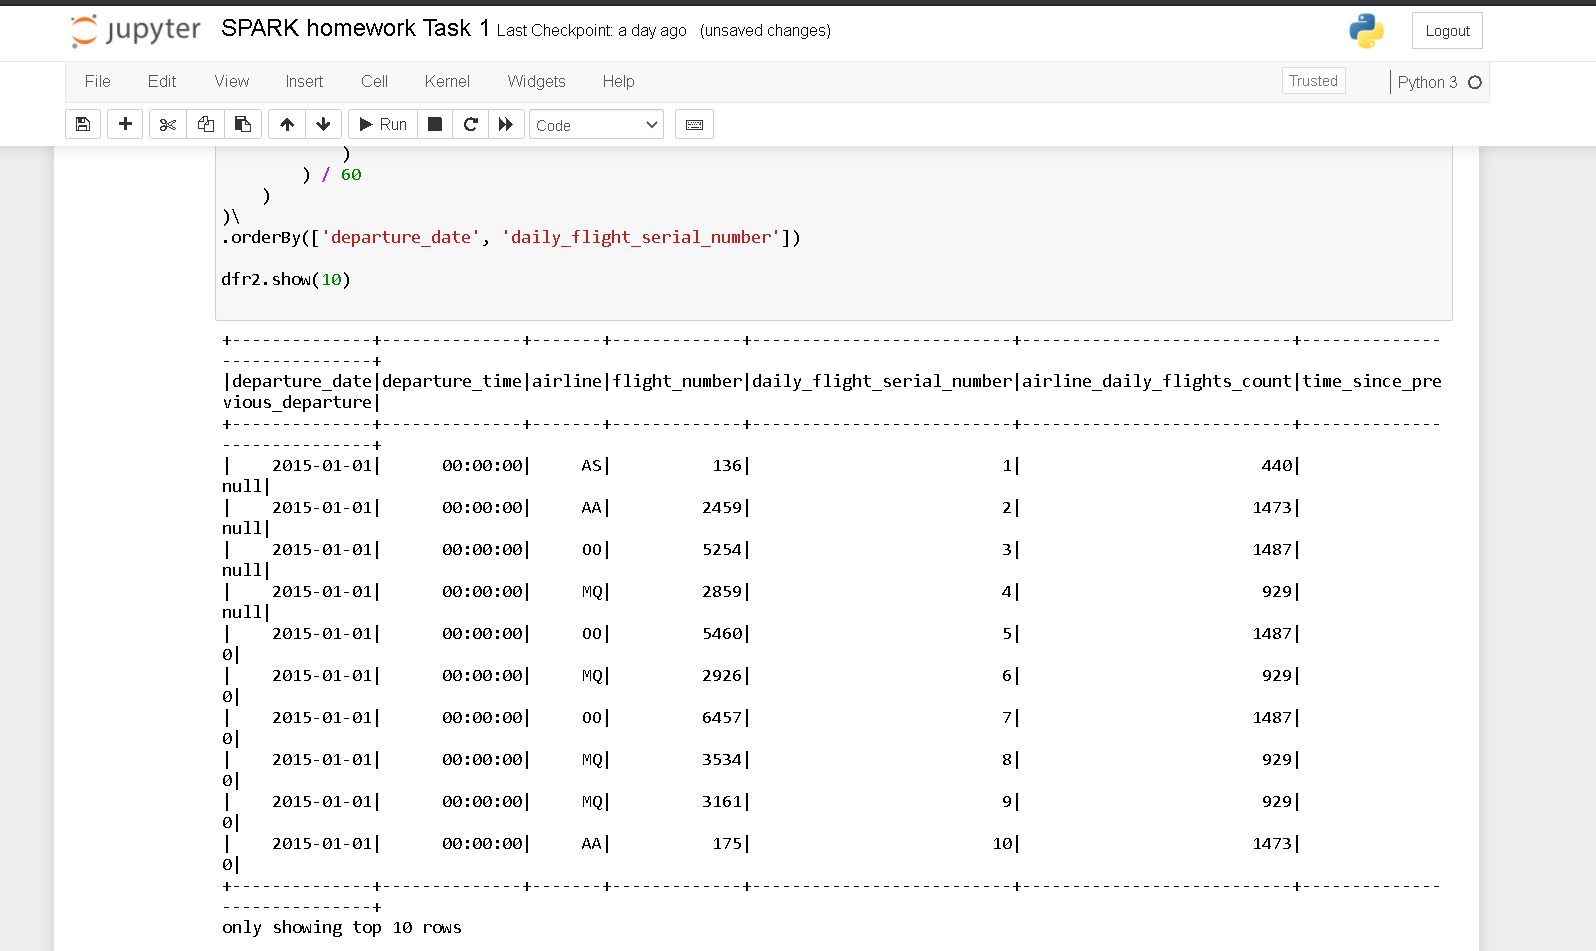 jupyter SPARK homework Task 1 Last Checkpoint: a day ago (unsaved changes) Logout
File Edit View Insert Cell Kernel Widgets Help Trusted Python 3
Run Code
)
) / 60
)
)\
.orderBy(['departure_date', 'daily_flight_serial_number'])
dfr2.show(10)
+--------------+--------------+-------+-------------+--------------------------+---------------------------+--------------
---------------+
|departure_date|departure_time|airline|flight_number|daily_flight_serial_number|airline_daily_flights_count|time_since_pre
vious_departure|
+--------------+--------------+-------+-------------+--------------------------+---------------------------+--------------
---------------+
|    2015-01-01|      00:00:00|     AS|          136|                         1|                        440|
null|
|    2015-01-01|      00:00:00|     AA|         2459|                         2|                       1473|
null|
|    2015-01-01|      00:00:00|     OO|         5254|                         3|                       1487|
null|
|    2015-01-01|      00:00:00|     MQ|         2859|                         4|                        929|
null|
|    2015-01-01|      00:00:00|     OO|         5460|                         5|                       1487|
0|
|    2015-01-01|      00:00:00|     MQ|         2926|                         6|                        929|
0|
|    2015-01-01|      00:00:00|     OO|         6457|                         7|                       1487|
0|
|    2015-01-01|      00:00:00|     MQ|         3534|                         8|                        929|
0|
|    2015-01-01|      00:00:00|     MQ|         3161|                         9|                        929|
0|
|    2015-01-01|      00:00:00|     AA|          175|                        10|                       1473|
0|
+--------------+--------------+-------+-------------+--------------------------+---------------------------+--------------
---------------+
only showing top 10 rows